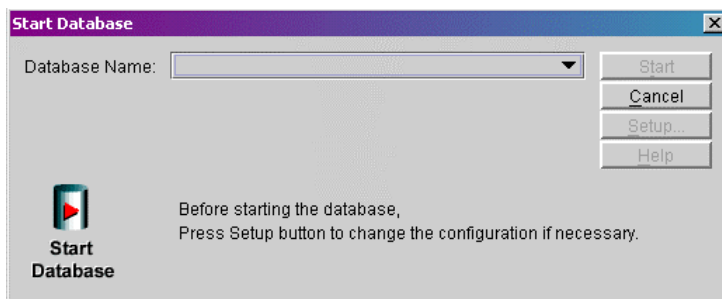 Start Database
Database Name:
Start
Cancel
Setup...
Help
Before starting the database,
Press Setup button to change the configuration if necessary.
Start
Database